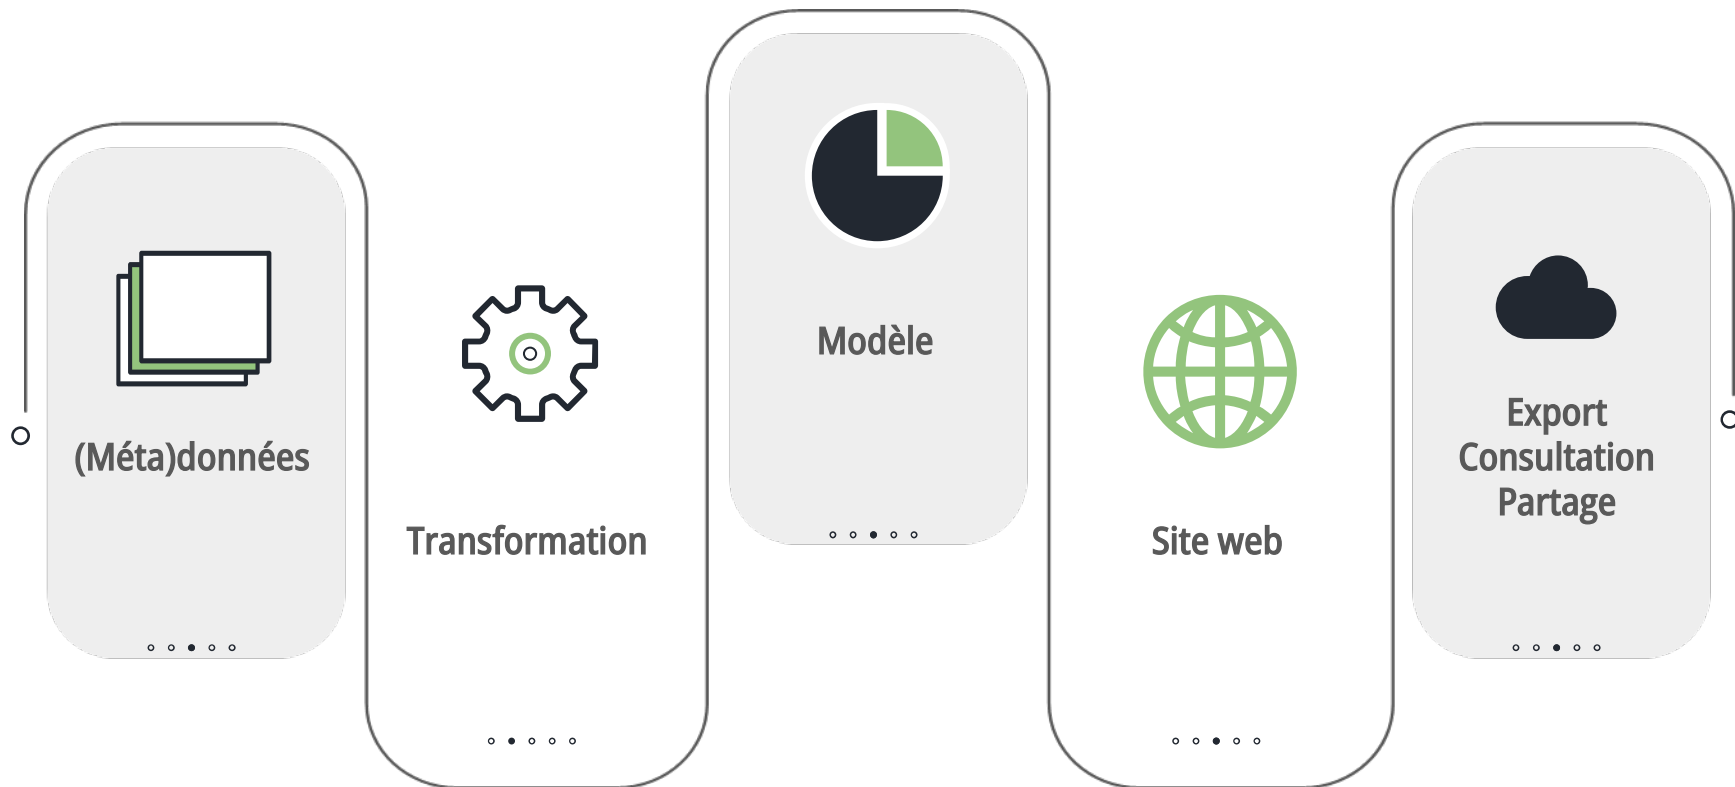 (Méta)données
Transformation
Modèle
Site web
Export
Consultation
Partage